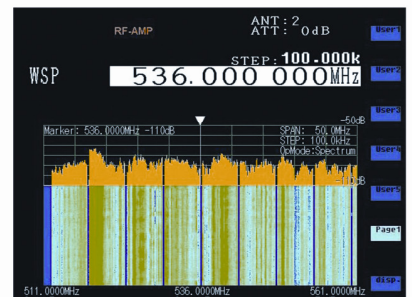 ANT:2
RF-AMP
ATT: 0dB
User1
STEP:100.000k
WSP
536.000 000MHz
User2
User3
-50dB
Marker: 536.0000MHz -110dB
SPAN: 50.0MHz
STEP: 100.0kHz
OpMode:Spectrum
User4
-110dB
User5
Page1
disp.
511.0000MHz
536.0000MHz
561.0000MHz